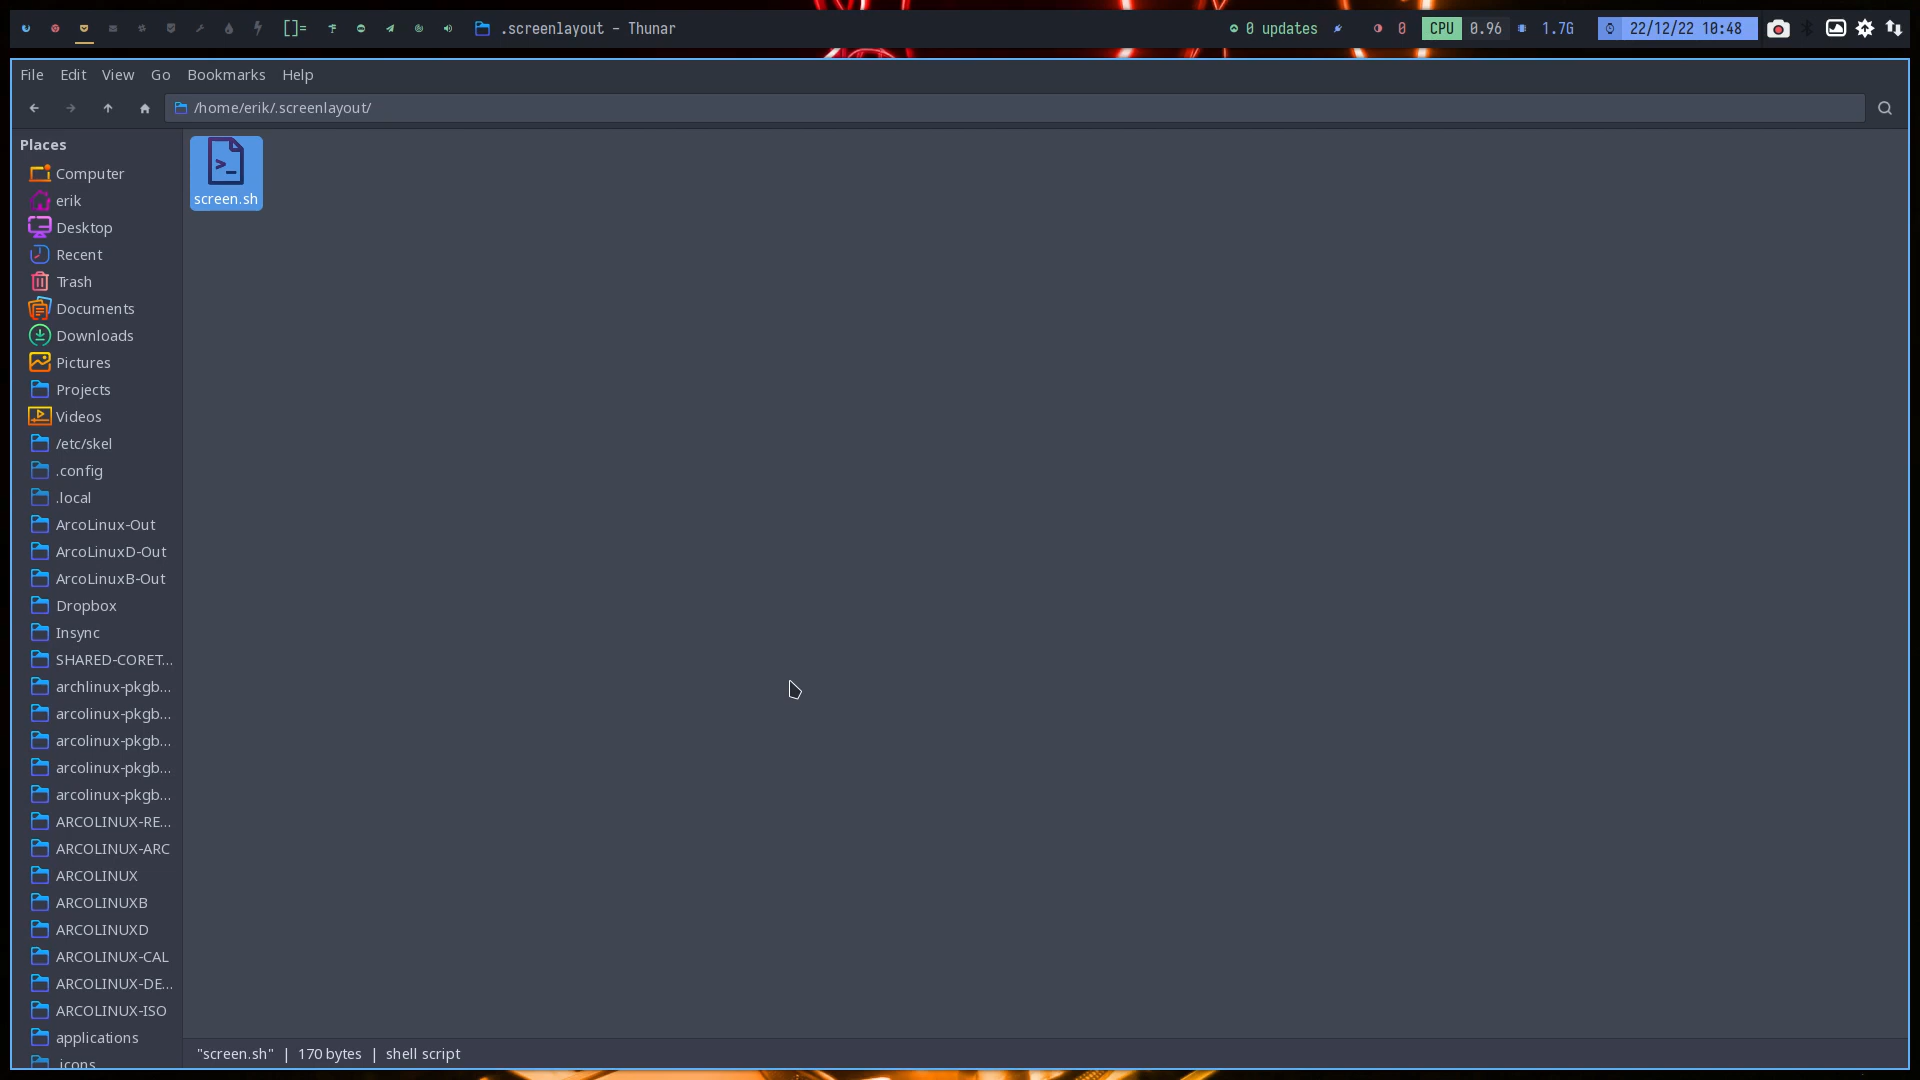 []= .screenlayout - Thunar 0 updates 0 CPU 0.96 1.7G 22/12/22 10:48
File Edit View Go Bookmarks Help
/home/erik/.screenlayout/
Places
Computer
erik
Desktop
Recent
Trash
Documents
Downloads
Pictures
Projects
Videos
/etc/skel
.config
.local
ArcoLinux-Out
ArcoLinuxD-Out
ArcoLinuxB-Out
Dropbox
Insync
SHARED-CORET...
archlinux-pkgb...
arcolinux-pkgb...
arcolinux-pkgb...
arcolinux-pkgb...
arcolinux-pkgb...
ARCOLINUX-RE...
ARCOLINUX-ARC
ARCOLINUX
ARCOLINUXB
ARCOLINUXD
ARCOLINUX-CAL
ARCOLINUX-DE...
ARCOLINUX-ISO
applications
.icons
screen.sh
"screen.sh" | 170 bytes | shell script